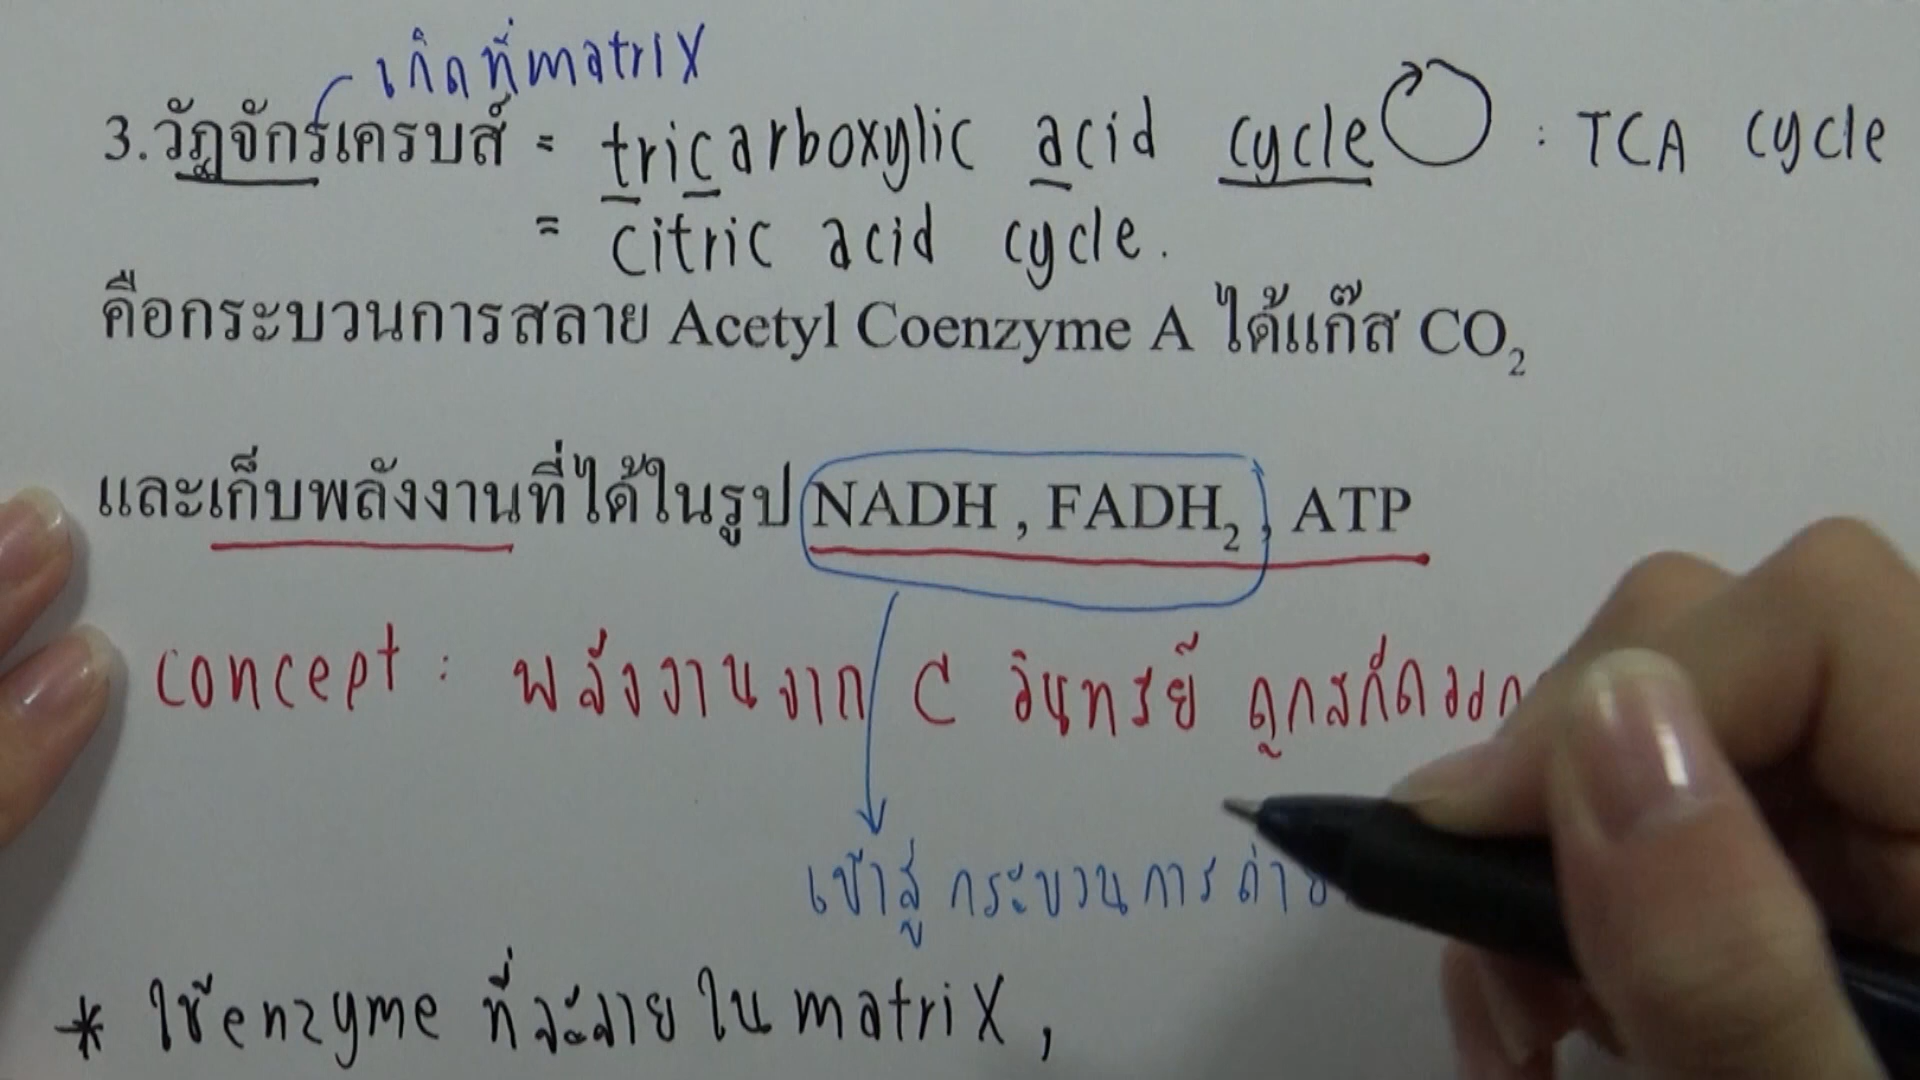 เกิดที่ matrix
3. วัฏจักรเครบส์ = tricarboxylic acid cycle : TCA cycle
= citric acid cycle.
คือกระบวนการสลาย Acetyl Coenzyme A ได้แก๊ส CO₂
และเก็บพลังงานที่ได้ในรูป NADH , FADH₂ , ATP
concept : พลังงานจาก C อินทรีย์ ถูกสกัดออก
เข้าสู่ กระบวนการ ถ่าย
* ใช้ enzyme ที่ละลาย ใน matrix ,